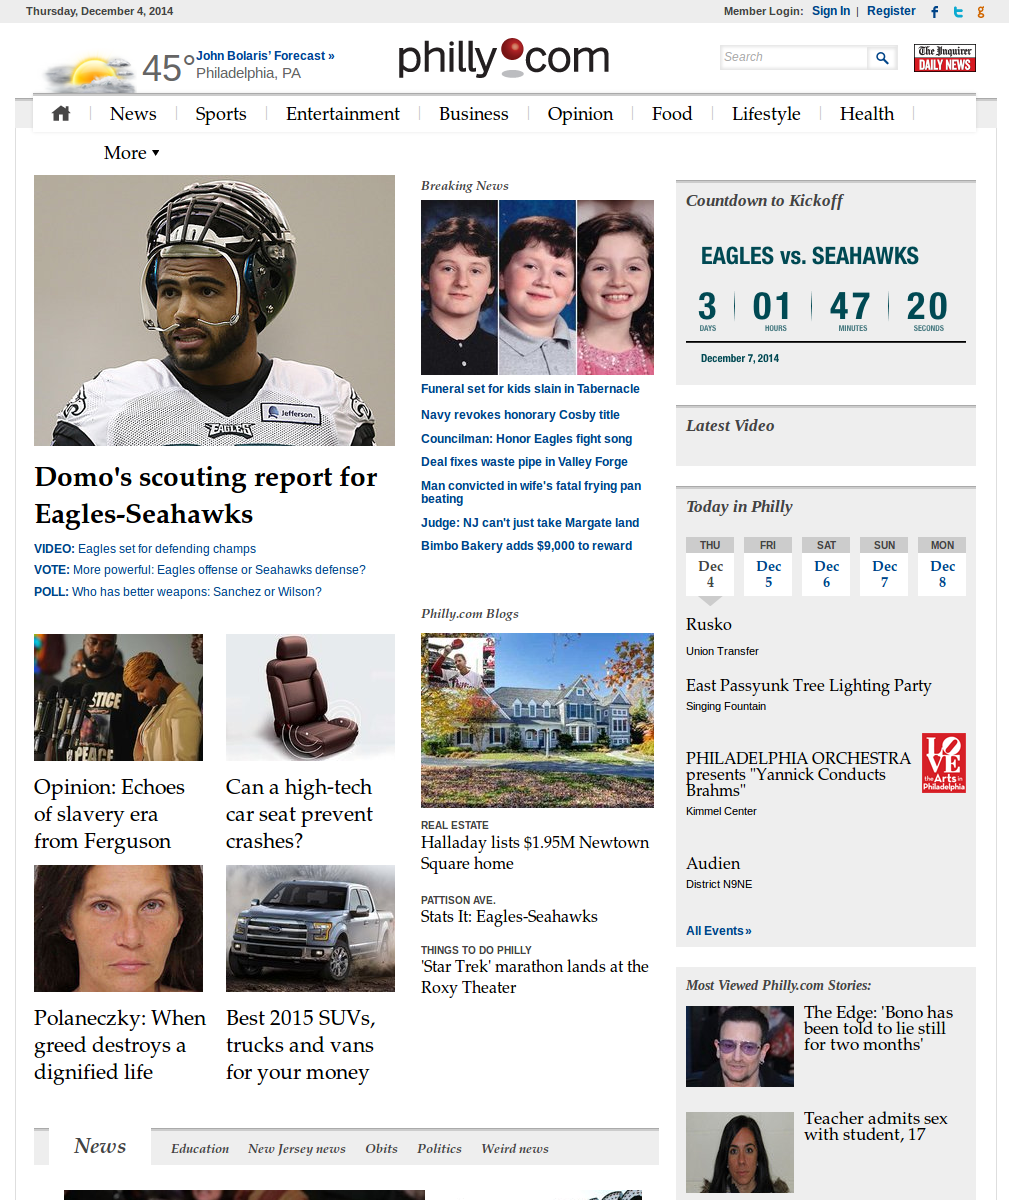 Thursday, December 4, 2014
Member Login: Sign In | Register
45°
John Bolaris' Forecast »
Philadelphia, PA
philly.com
Search
The Inquirer
DAILY NEWS
News
Sports
Entertainment
Business
Opinion
Food
Lifestyle
Health
More
Jefferson.
EAGLES
Domo's scouting report for
Eagles-Seahawks
VIDEO: Eagles set for defending champs
VOTE: More powerful: Eagles offense or Seahawks defense?
POLL: Who has better weapons: Sanchez or Wilson?
Opinion: Echoes
of slavery era
from Ferguson
Can a high-tech
car seat prevent
crashes?
Polaneczky: When
greed destroys a
dignified life
Best 2015 SUVs,
trucks and vans
for your money
Breaking News
Funeral set for kids slain in Tabernacle
Navy revokes honorary Cosby title
Councilman: Honor Eagles fight song
Deal fixes waste pipe in Valley Forge
Man convicted in wife's fatal frying pan
beating
Judge: NJ can't just take Margate land
Bimbo Bakery adds $9,000 to reward
Philly.com Blogs
REAL ESTATE
Halladay lists $1.95M Newtown
Square home
PATTISON AVE.
Stats It: Eagles-Seahawks
THINGS TO DO PHILLY
'Star Trek' marathon lands at the
Roxy Theater
Countdown to Kickoff
EAGLES vs. SEAHAWKS
3 01 47 20
DAYS HOURS MINUTES SECONDS
December 7, 2014
Latest Video
Today in Philly
THU FRI SAT SUN MON
Dec Dec Dec Dec Dec
4 5 6 7 8
Rusko
Union Transfer
East Passyunk Tree Lighting Party
Singing Fountain
PHILADELPHIA ORCHESTRA
presents "Yannick Conducts
Brahms"
Kimmel Center
LOVE
the Arts in
Philadelphia
Audien
District N9NE
All Events »
Most Viewed Philly.com Stories:
The Edge: 'Bono has
been told to lie still
for two months'
Teacher admits sex
with student, 17
News
Education
New Jersey news
Obits
Politics
Weird news